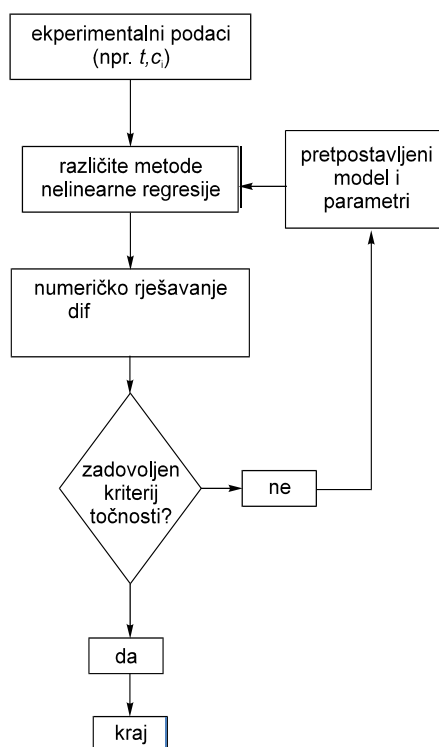 ekperimentalni podaci
(npr. t,ci)
različite metode
nelinearne regresije
pretpostavljeni
model i
parametri
numeričko rješavanje
dif
zadovoljen
kriterij
točnosti?
ne
da
kraj